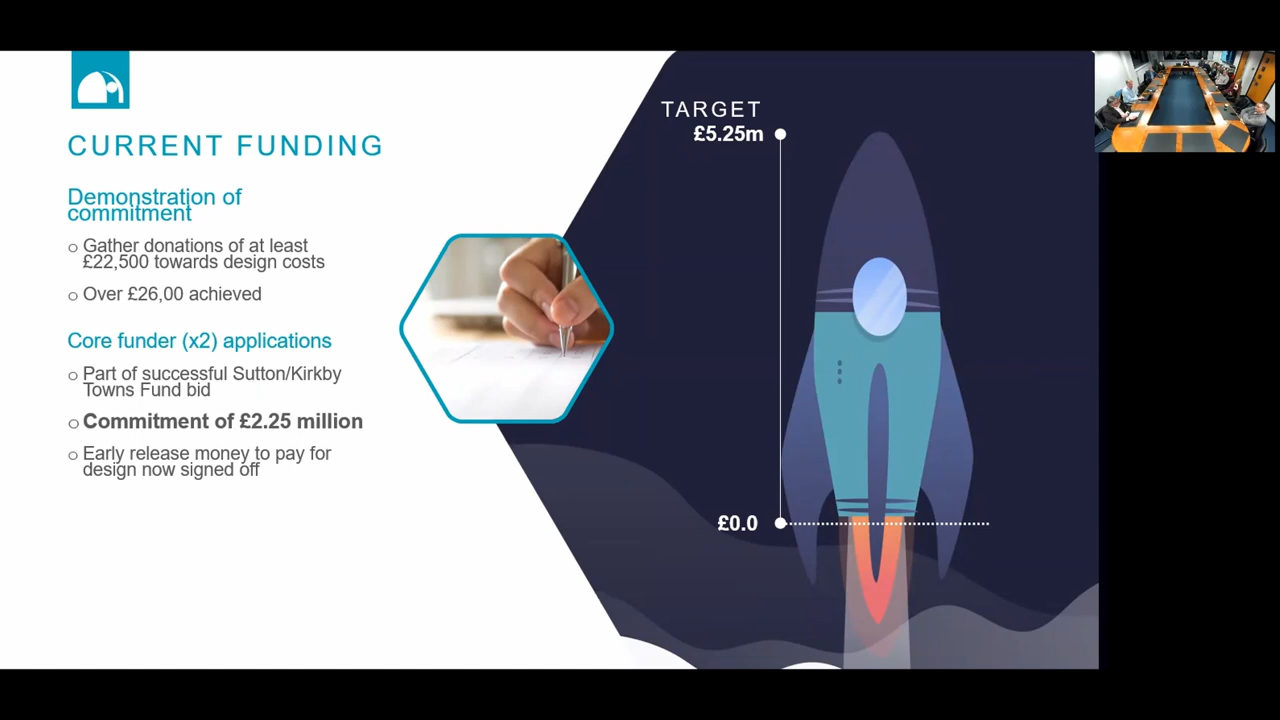 CURRENT FUNDING
Demonstration of
commitment
o Gather donations of at least
£22,500 towards design costs
o Over £26,00 achieved
Core funder (x2) applications
o Part of successful Sutton/Kirkby
Towns Fund bid
o Commitment of £2.25 million
o Early release money to pay for
design now signed off
TARGET
£5.25m
£0.0